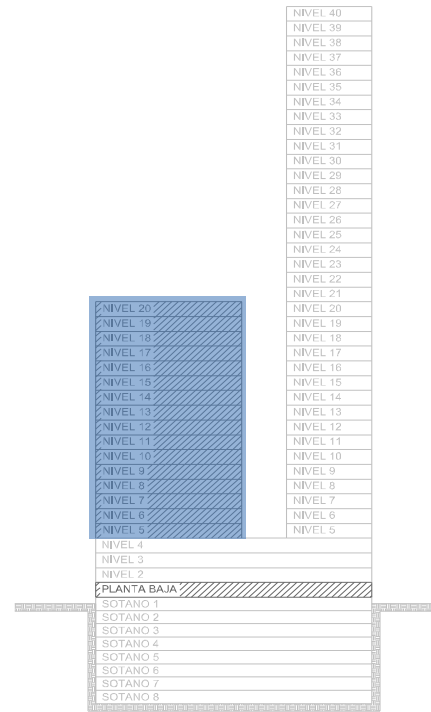 NIVEL 40
NIVEL 39
NIVEL 38
NIVEL 37
NIVEL 36
NIVEL 35
NIVEL 34
NIVEL 33
NIVEL 32
NIVEL 31
NIVEL 30
NIVEL 29
NIVEL 28
NIVEL 27
NIVEL 26
NIVEL 25
NIVEL 24
NIVEL 23
NIVEL 22
NIVEL 21
NIVEL 20 NIVEL 20
NIVEL 19 NIVEL 19
NIVEL 18 NIVEL 18
NIVEL 17 NIVEL 17
NIVEL 16 NIVEL 16
NIVEL 15 NIVEL 15
NIVEL 14 NIVEL 14
NIVEL 13 NIVEL 13
NIVEL 12 NIVEL 12
NIVEL 11 NIVEL 11
NIVEL 10 NIVEL 10
NIVEL 9 NIVEL 9
NIVEL 8 NIVEL 8
NIVEL 7 NIVEL 7
NIVEL 6 NIVEL 6
NIVEL 5 NIVEL 5
NIVEL 4
NIVEL 3
NIVEL 2
PLANTA BAJA
SOTANO 1
SOTANO 2
SOTANO 3
SOTANO 4
SOTANO 5
SOTANO 6
SOTANO 7
SOTANO 8